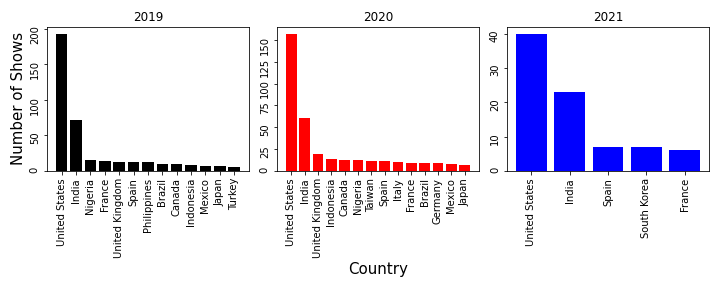 2019
2020
2021
Number of Shows
0
50
100
150
200
United States
India
Nigeria
France
United Kingdom
Spain
Philippines
Brazil
Canada
Indonesia
Mexico
Japan
Turkey
0
25
50
75
100
125
150
United States
India
United Kingdom
Indonesia
Canada
Nigeria
Taiwan
Spain
Italy
France
Brazil
Germany
Mexico
Japan
0
10
20
30
40
United States
India
Spain
South Korea
France
Country